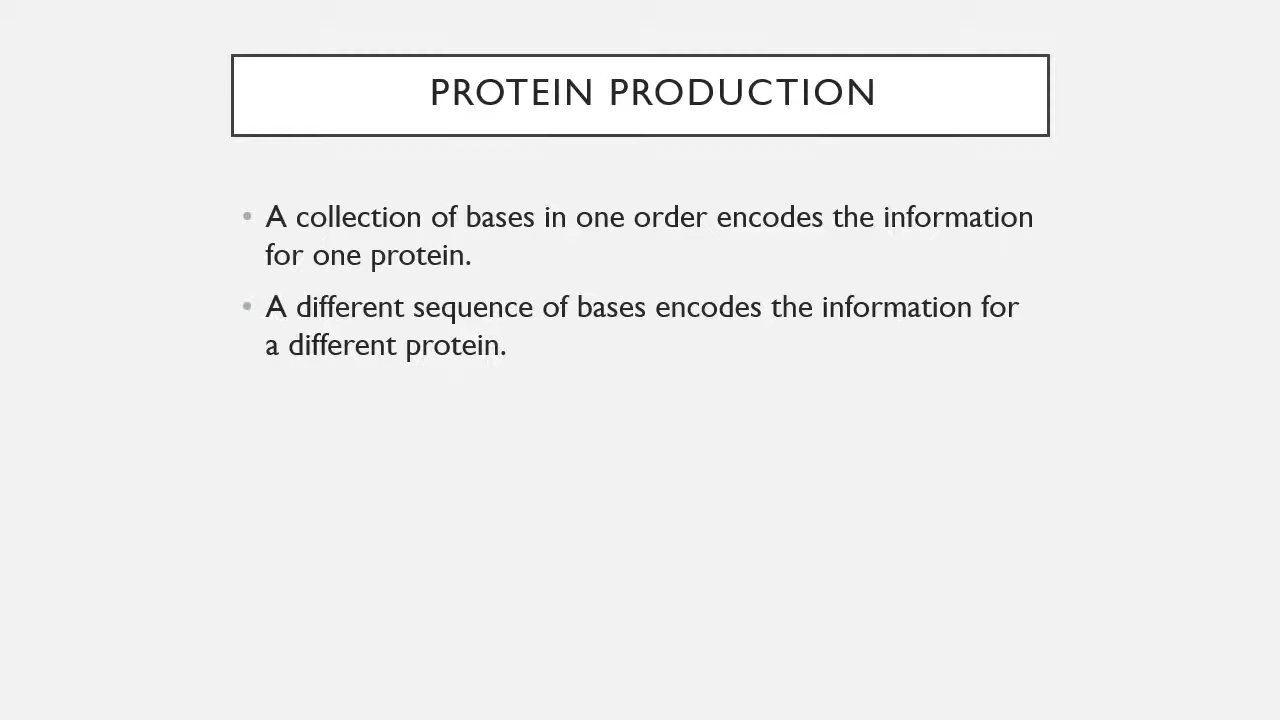 PROTEIN PRODUCTION
• A collection of bases in one order encodes the information
for one protein.
• A different sequence of bases encodes the information for
a different protein.